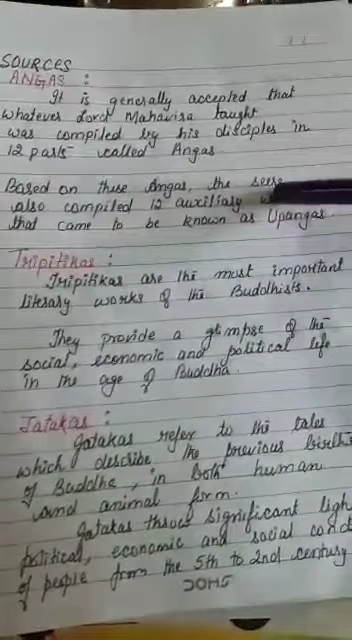 SOURCES
ANGAS :
It is generally accepted that
whatever Lord Mahavira taught
was compiled by his disciples in
12 parts called Angas
Based on these Angas, the
also compiled 12 auxiliary
that came to be known as Upangas.
Tripitikas :
Tripitikas are the most important
literary works of the Buddhists.
They provide a glimpse of the
social, economic and political life
in the age of Buddha.
Jatakas :
Jatakas refer to the tales
which describe the previous birth
of Buddha, in both human
and animal form.
Jatakas throw significant ligh
political, economic and social cond
of people from the 5th to 2nd century